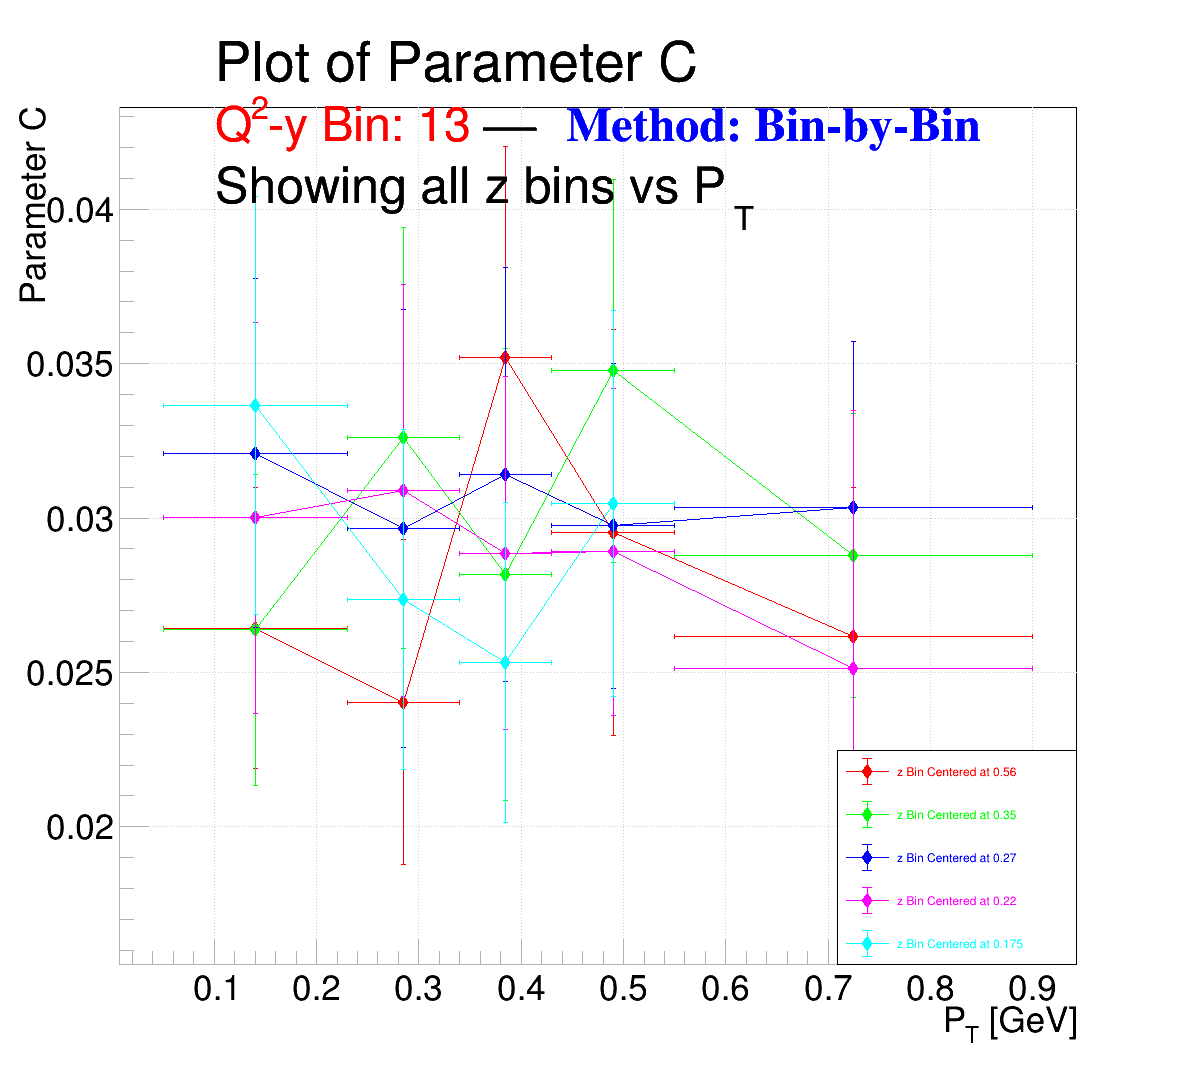 Plot of Parameter C
Q²-y Bin: 13 — Method: Bin-by-Bin
Showing all z bins vs P_T
Parameter C
0.04
0.035
0.03
0.025
0.02
z Bin Centered at 0.56
z Bin Centered at 0.35
z Bin Centered at 0.27
z Bin Centered at 0.22
z Bin Centered at 0.175
0.1 0.2 0.3 0.4 0.5 0.6 0.7 0.8 0.9
P_T [GeV]